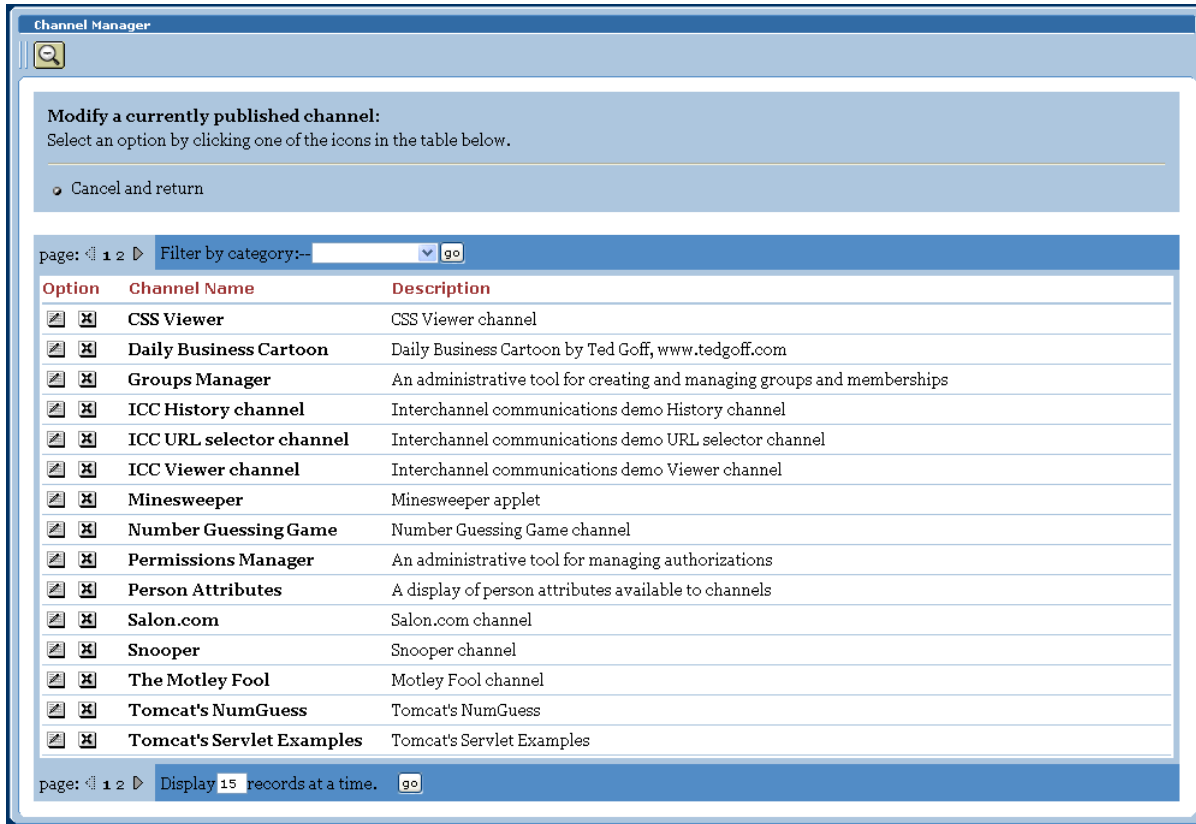 Channel Manager
Modify a currently published channel:
Select an option by clicking one of the icons in the table below.
Cancel and return
page: 1 2 Filter by category:-- go
Option Channel Name Description
CSS Viewer CSS Viewer channel
Daily Business Cartoon Daily Business Cartoon by Ted Goff, www.tedgoff.com
Groups Manager An administrative tool for creating and managing groups and memberships
ICC History channel Interchannel communications demo History channel
ICC URL selector channel Interchannel communications demo URL selector channel
ICC Viewer channel Interchannel communications demo Viewer channel
Minesweeper Minesweeper applet
Number Guessing Game Number Guessing Game channel
Permissions Manager An administrative tool for managing authorizations
Person Attributes A display of person attributes available to channels
Salon.com Salon.com channel
Snooper Snooper channel
The Motley Fool Motley Fool channel
Tomcat's NumGuess Tomcat's NumGuess
Tomcat's Servlet Examples Tomcat's Servlet Examples
page: 1 2 Display 15 records at a time. go